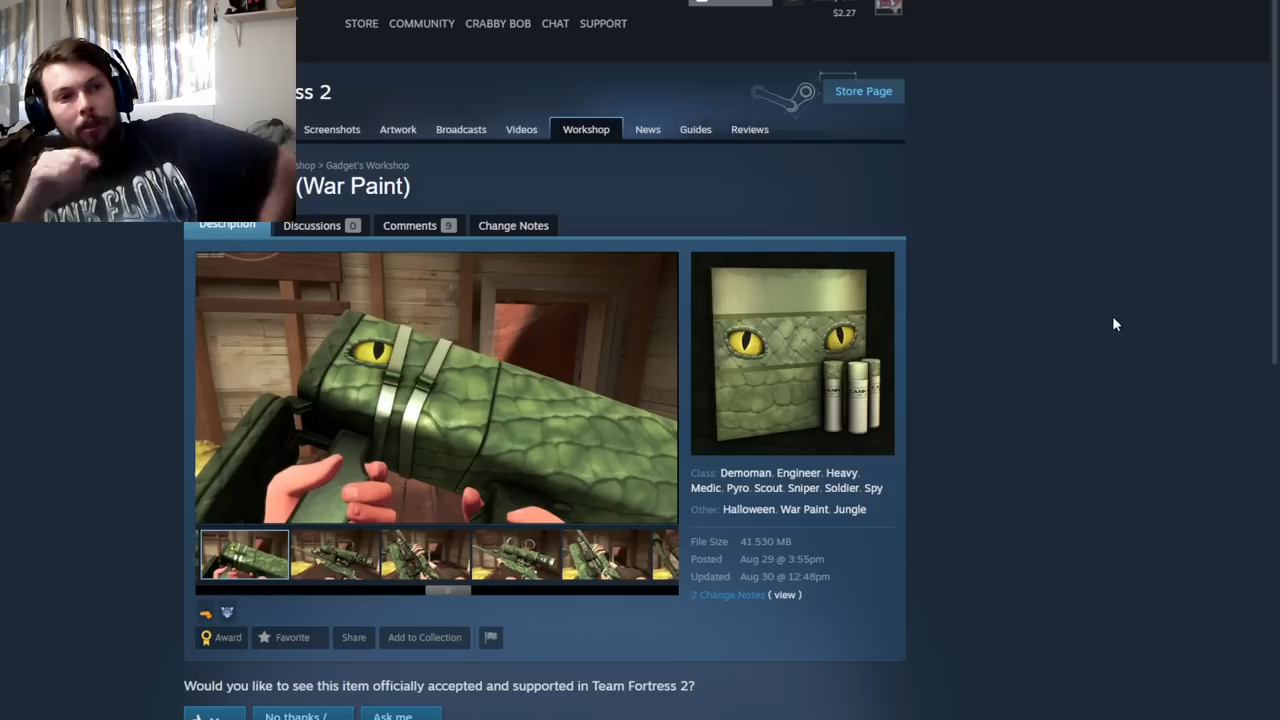 $2.27
STORE COMMUNITY CRABBY BOB CHAT SUPPORT
ss 2
Store Page
Screenshots Artwork Broadcasts Videos Workshop News Guides Reviews
shop > Gadget's Workshop
(War Paint)
Description Discussions 0 Comments 9 Change Notes
Class: Demoman, Engineer, Heavy,
Medic, Pyro, Scout, Sniper, Soldier, Spy
Other: Halloween, War Paint, Jungle
File Size 41.530 MB
Posted Aug 29 @ 3:55pm
Updated Aug 30 @ 12:48pm
2 Change Notes ( view )
Award Favorite Share Add to Collection
Would you like to see this item officially accepted and supported in Team Fortress 2?
No thanks / Ask me